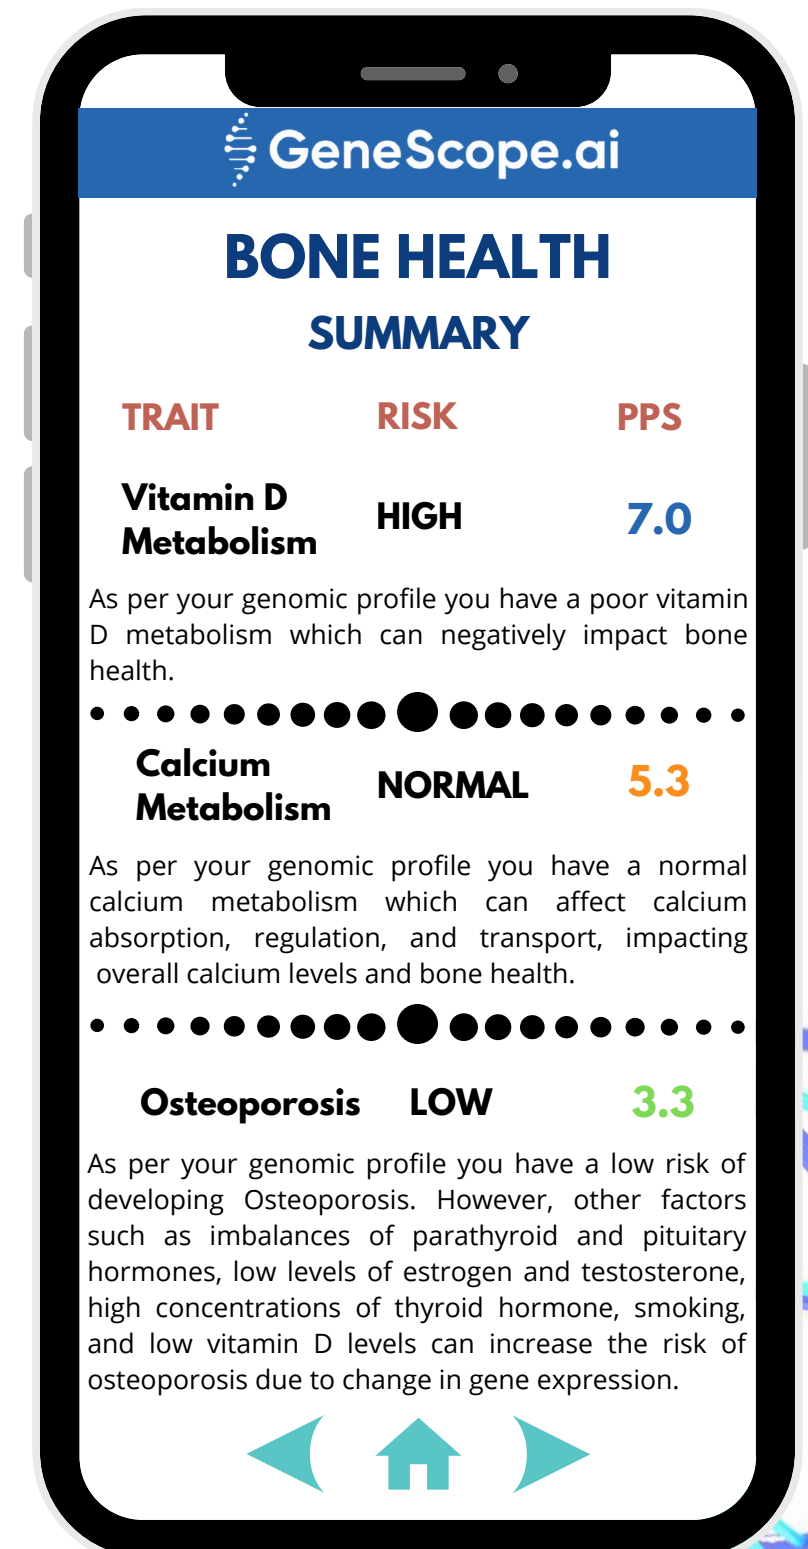 GeneScope.ai
BONE HEALTH
SUMMARY
TRAIT RISK PPS
Vitamin D
Metabolism
HIGH
7.0
As per your genomic profile you have a poor vitamin
D metabolism which can negatively impact bone
health.
Calcium
Metabolism
NORMAL
5.3
As per your genomic profile you have a normal
calcium metabolism which can affect calcium
absorption, regulation, and transport, impacting
overall calcium levels and bone health.
Osteoporosis LOW 3.3
As per your genomic profile you have a low risk of
developing Osteoporosis. However, other factors
such as imbalances of parathyroid and pituitary
hormones, low levels of estrogen and testosterone,
high concentrations of thyroid hormone, smoking,
and low vitamin D levels can increase the risk of
osteoporosis due to change in gene expression.